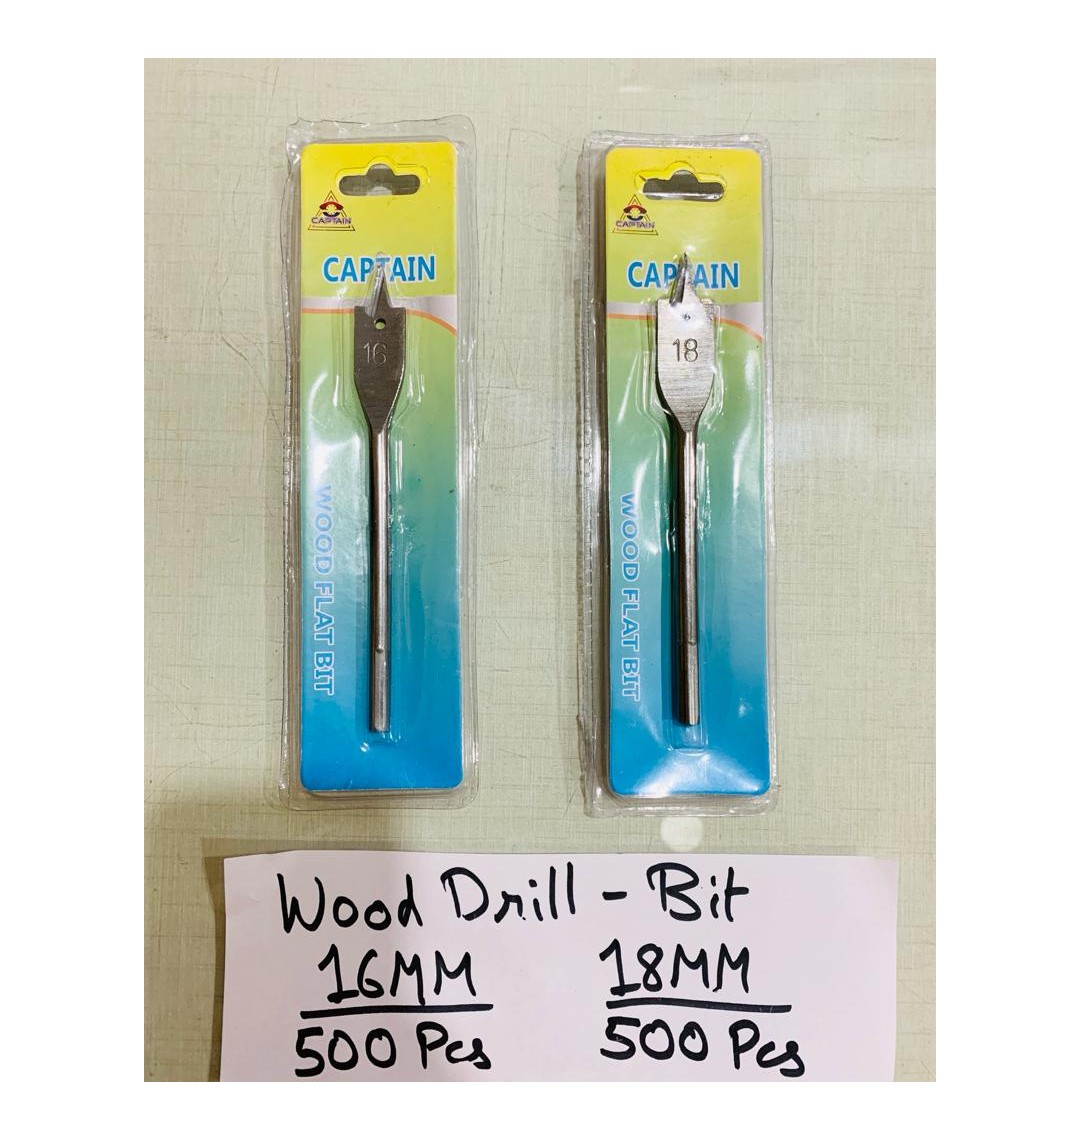 CAPTAIN
CAPTAIN
16
WOOD FLAT BIT
CAPTAIN
CAPTAIN
18
WOOD FLAT BIT
Wood Drill - Bit
16MM 18MM
500 Pcs 500 Pcs